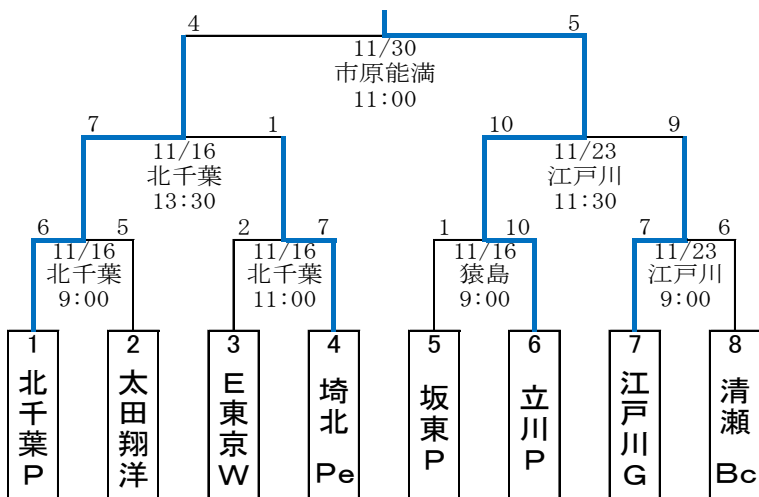 4 5
11/30
市原能満
11:00
7 1 10 9
11/16 11/23
北千葉 江戸川
13:30 11:30
6 5 2 7 1 10 7 6
11/16 11/16 11/16 11/23
北千葉 北千葉 猿島 江戸川
9:00 11:00 9:00 9:00
1 2 3 4 5 6 7 8
北千葉P
太田翔洋
E東京W
埼北Pe
坂東P
立川P
江戸川G
清瀬Bc